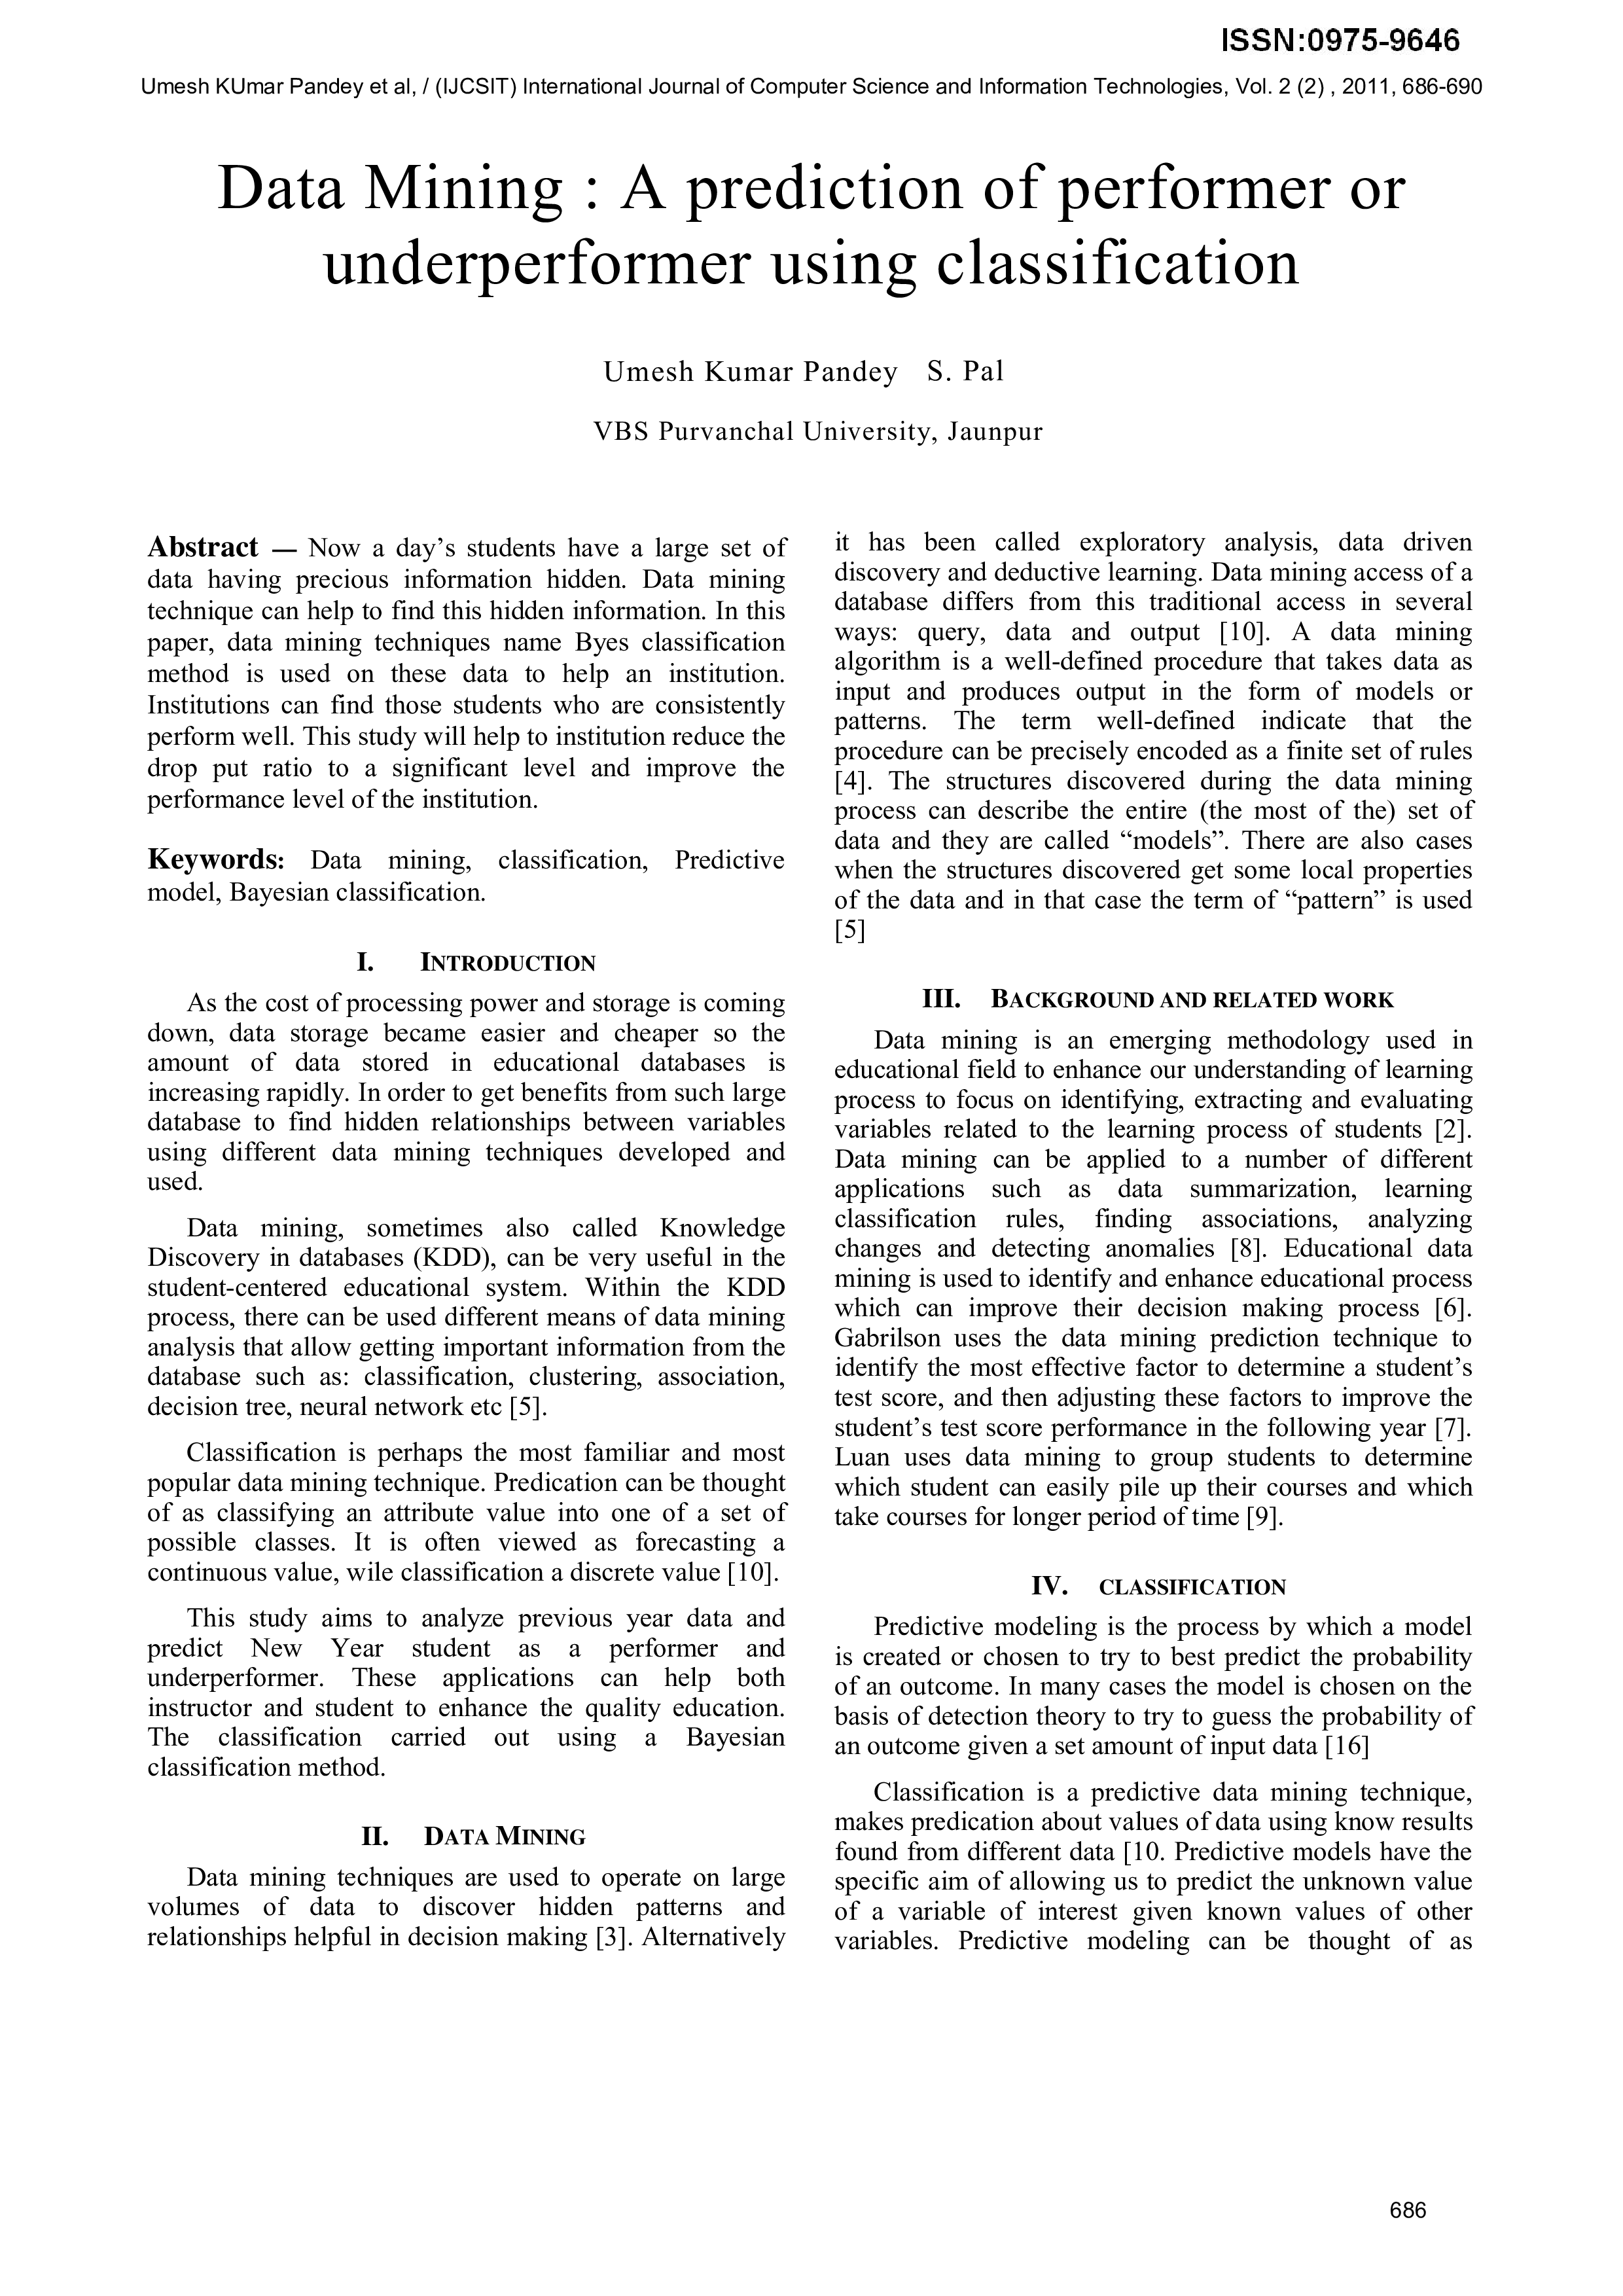 ISSN:0975-9646
Umesh KUmar Pandey et al, / (IJCSIT) International Journal of Computer Science and Information Technologies, Vol. 2 (2) , 2011, 686-690
Data Mining : A prediction of performer or
underperformer using classification
Umesh Kumar Pandey S. Pal
VBS Purvanchal University, Jaunpur
Abstract — Now a day’s students have a large set of
data having precious information hidden. Data mining
technique can help to find this hidden information. In this
paper, data mining techniques name Byes classification
method is used on these data to help an institution.
Institutions can find those students who are consistently
perform well. This study will help to institution reduce the
drop put ratio to a significant level and improve the
performance level of the institution.
Keywords: Data mining, classification, Predictive
model, Bayesian classification.
I. INTRODUCTION
As the cost of processing power and storage is coming
down, data storage became easier and cheaper so the
amount of data stored in educational databases is
increasing rapidly. In order to get benefits from such large
database to find hidden relationships between variables
using different data mining techniques developed and
used.
Data mining, sometimes also called Knowledge
Discovery in databases (KDD), can be very useful in the
student-centered educational system. Within the KDD
process, there can be used different means of data mining
analysis that allow getting important information from the
database such as: classification, clustering, association,
decision tree, neural network etc [5].
Classification is perhaps the most familiar and most
popular data mining technique. Predication can be thought
of as classifying an attribute value into one of a set of
possible classes. It is often viewed as forecasting a
continuous value, wile classification a discrete value [10].
This study aims to analyze previous year data and
predict New Year student as a performer and
underperformer. These applications can help both
instructor and student to enhance the quality education.
The classification carried out using a Bayesian
classification method.
II. DATA MINING
Data mining techniques are used to operate on large
volumes of data to discover hidden patterns and
relationships helpful in decision making [3]. Alternatively
it has been called exploratory analysis, data driven
discovery and deductive learning. Data mining access of a
database differs from this traditional access in several
ways: query, data and output [10]. A data mining
algorithm is a well-defined procedure that takes data as
input and produces output in the form of models or
patterns. The term well-defined indicate that the
procedure can be precisely encoded as a finite set of rules
[4]. The structures discovered during the data mining
process can describe the entire (the most of the) set of
data and they are called “models”. There are also cases
when the structures discovered get some local properties
of the data and in that case the term of “pattern” is used
[5]
III. BACKGROUND AND RELATED WORK
Data mining is an emerging methodology used in
educational field to enhance our understanding of learning
process to focus on identifying, extracting and evaluating
variables related to the learning process of students [2].
Data mining can be applied to a number of different
applications such as data summarization, learning
classification rules, finding associations, analyzing
changes and detecting anomalies [8]. Educational data
mining is used to identify and enhance educational process
which can improve their decision making process [6].
Gabrilson uses the data mining prediction technique to
identify the most effective factor to determine a student’s
test score, and then adjusting these factors to improve the
student’s test score performance in the following year [7].
Luan uses data mining to group students to determine
which student can easily pile up their courses and which
take courses for longer period of time [9].
IV. CLASSIFICATION
Predictive modeling is the process by which a model
is created or chosen to try to best predict the probability
of an outcome. In many cases the model is chosen on the
basis of detection theory to try to guess the probability of
an outcome given a set amount of input data [16]
Classification is a predictive data mining technique,
makes predication about values of data using know results
found from different data [10. Predictive models have the
specific aim of allowing us to predict the unknown value
of a variable of interest given known values of other
variables. Predictive modeling can be thought of as
686